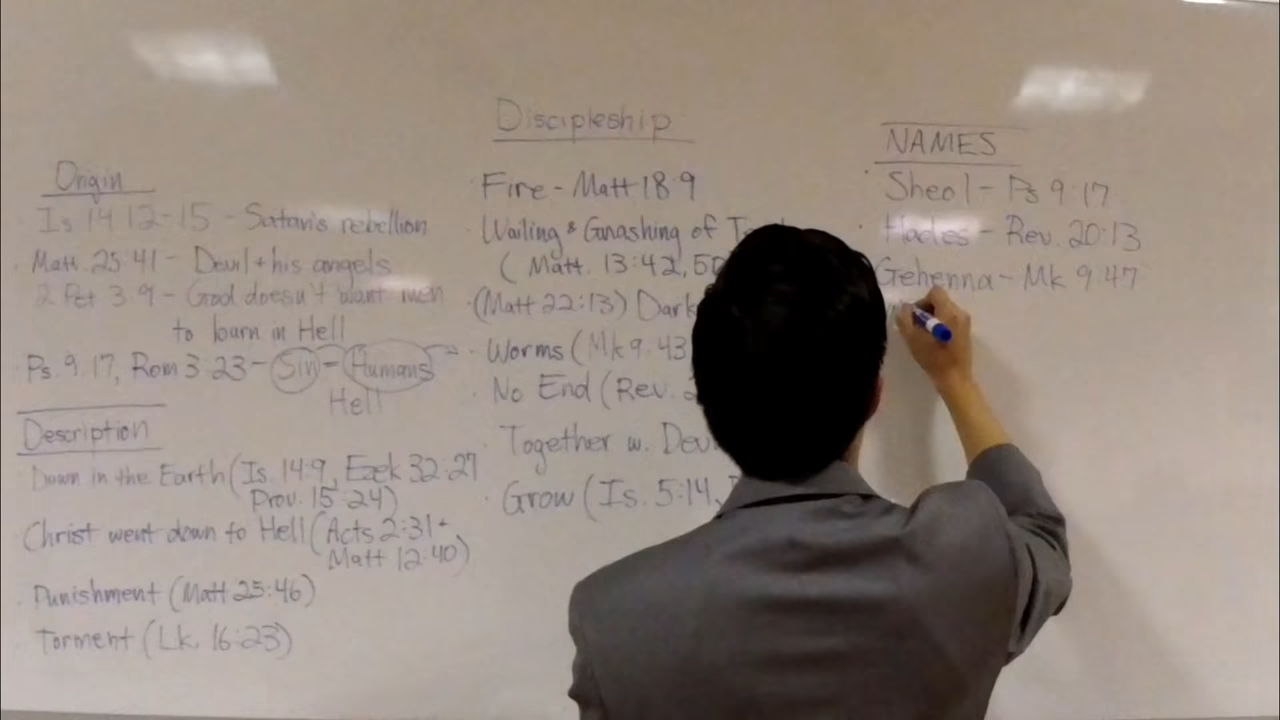 Discipleship
Origin
Is 14 12-15 - Satan's rebellion
Matt. 25:41 - Devil + his angels
2 Pet 3 9 - God doesn't want men
to burn in Hell
Ps. 9.17, Rom 3 23 - Sin - Humans
Hell
Description
Down in the Earth (Is. 14:9, Ezek 32:27
Prov. 15:24)
Christ went down to Hell (Acts 2:31 +
Matt 12:40)
Punishment (Matt 25:46)
Torment (Lk. 16:23)
Fire - Matt 18:9
Wailing & Gnashing of
(Matt. 13:42, 50
(Matt 22:13) Dark
Worms (Mk 9.43
No End (Rev.
Together w. Dev
Grow (Is. 5:14,
NAMES
Sheol - Ps 9:17
Hades - Rev. 20:13
Gehenna - Mk 9:47